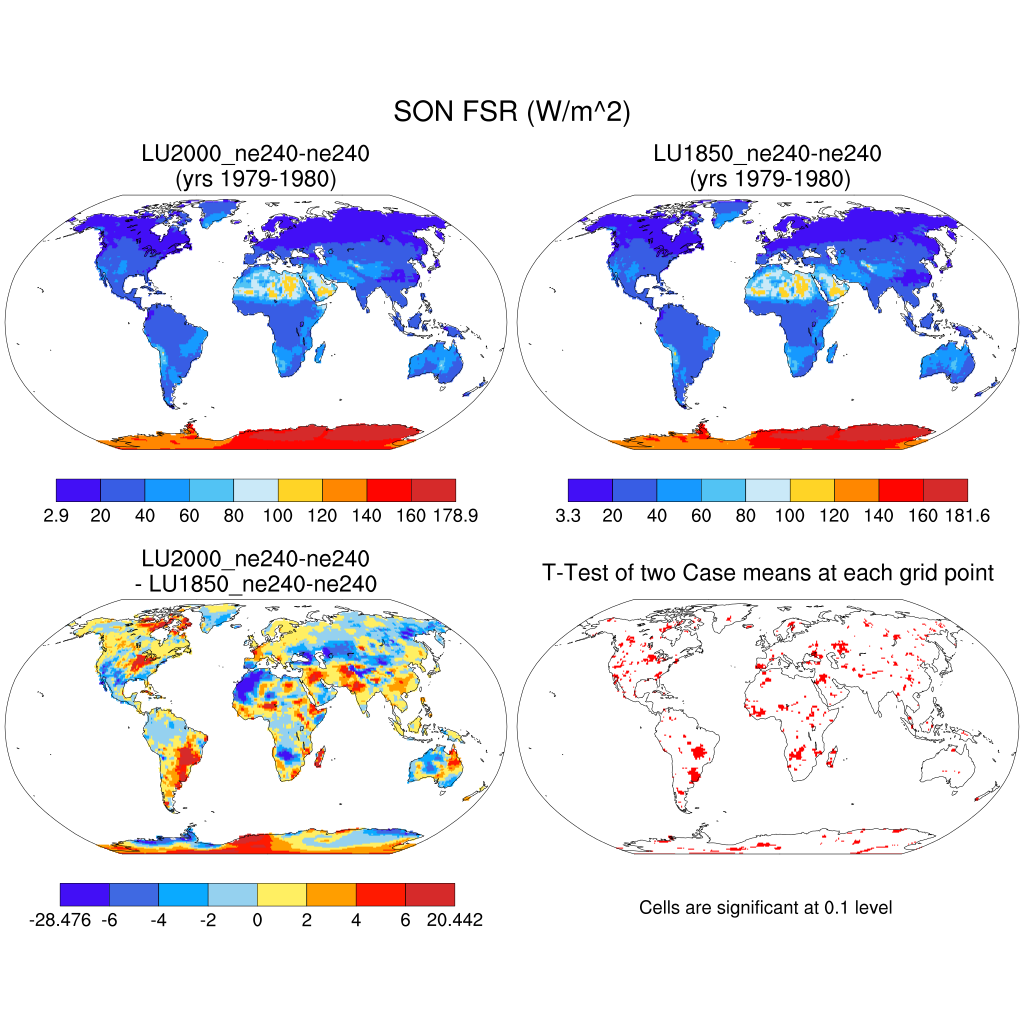 SON FSR (W/m^2)
LU2000_ne240-ne240
(yrs 1979-1980)
LU1850_ne240-ne240
(yrs 1979-1980)
2.9 20 40 60 80 100 120 140 160 178.9
3.3 20 40 60 80 100 120 140 160 181.6
LU2000_ne240-ne240
- LU1850_ne240-ne240
T-Test of two Case means at each grid point
-28.476 -6 -4 -2 0 2 4 6 20.442
Cells are significant at 0.1 level